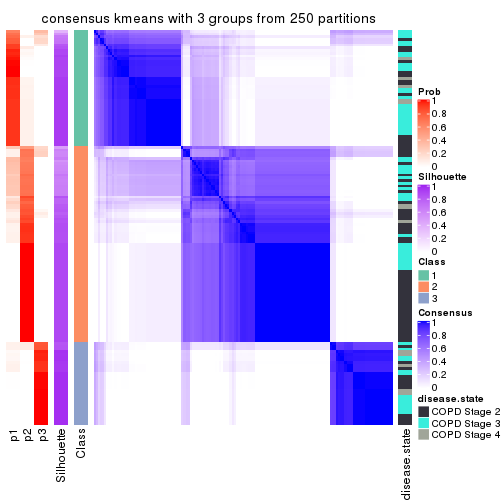 consensus kmeans with 3 groups from 250 partitions
Prob
1
0.8
0.6
0.4
0.2
0
Silhouette
1
0.8
0.6
0.4
0.2
0
Class
1
2
3
Consensus
1
0.8
0.6
0.4
0.2
0
disease.state
COPD Stage 2
COPD Stage 3
COPD Stage 4
p1
p2
p3
Silhouette
Class
disease.state